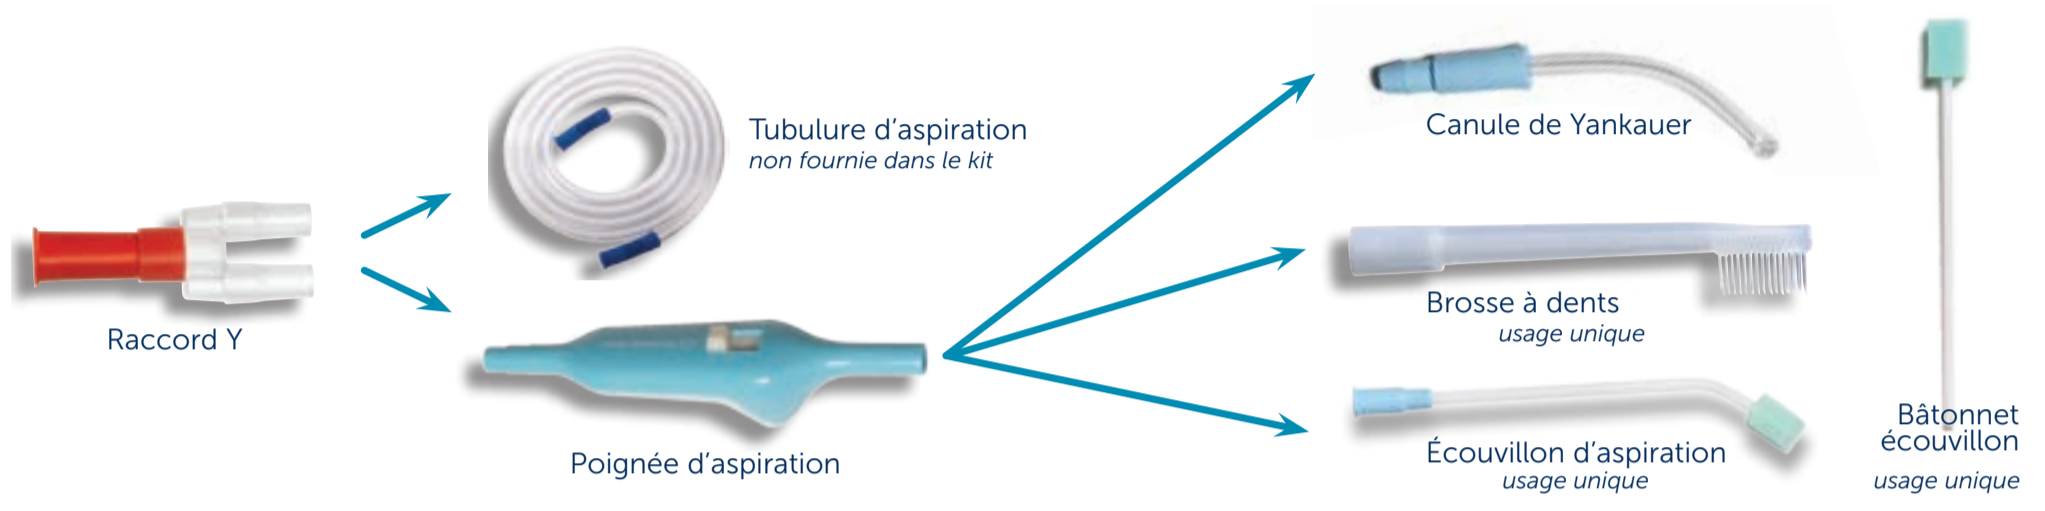 Raccord Y
Tubulure d’aspiration
non fournie dans le kit
Poignée d’aspiration
Canule de Yankauer
Brosse à dents
usage unique
Écouvillon d’aspiration
usage unique
Bâtonnet
écouvillon
usage unique